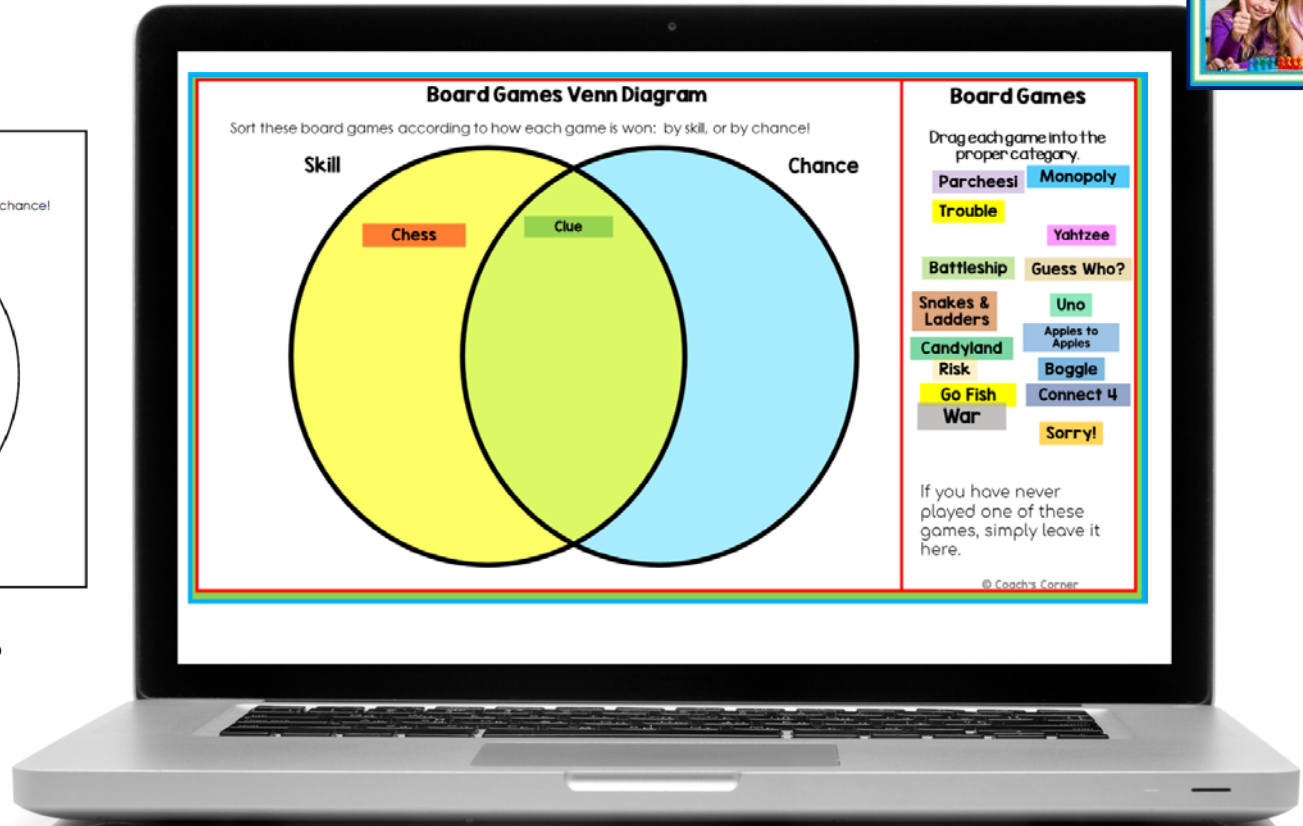 chance!
Board Games Venn Diagram
Sort these board games according to how each game is won: by skill, or by chance!
Skill
Chance
Chess
Clue
Board Games
Drag each game into the
proper category.
Parcheesi
Monopoly
Trouble
Yahtzee
Battleship
Guess Who?
Snakes &
Ladders
Uno
Apples to
Apples
Candyland
Risk
Boggle
Go Fish
Connect 4
War
Sorry!
If you have never
played one of these
games, simply leave it
here.
© Coach's Corner